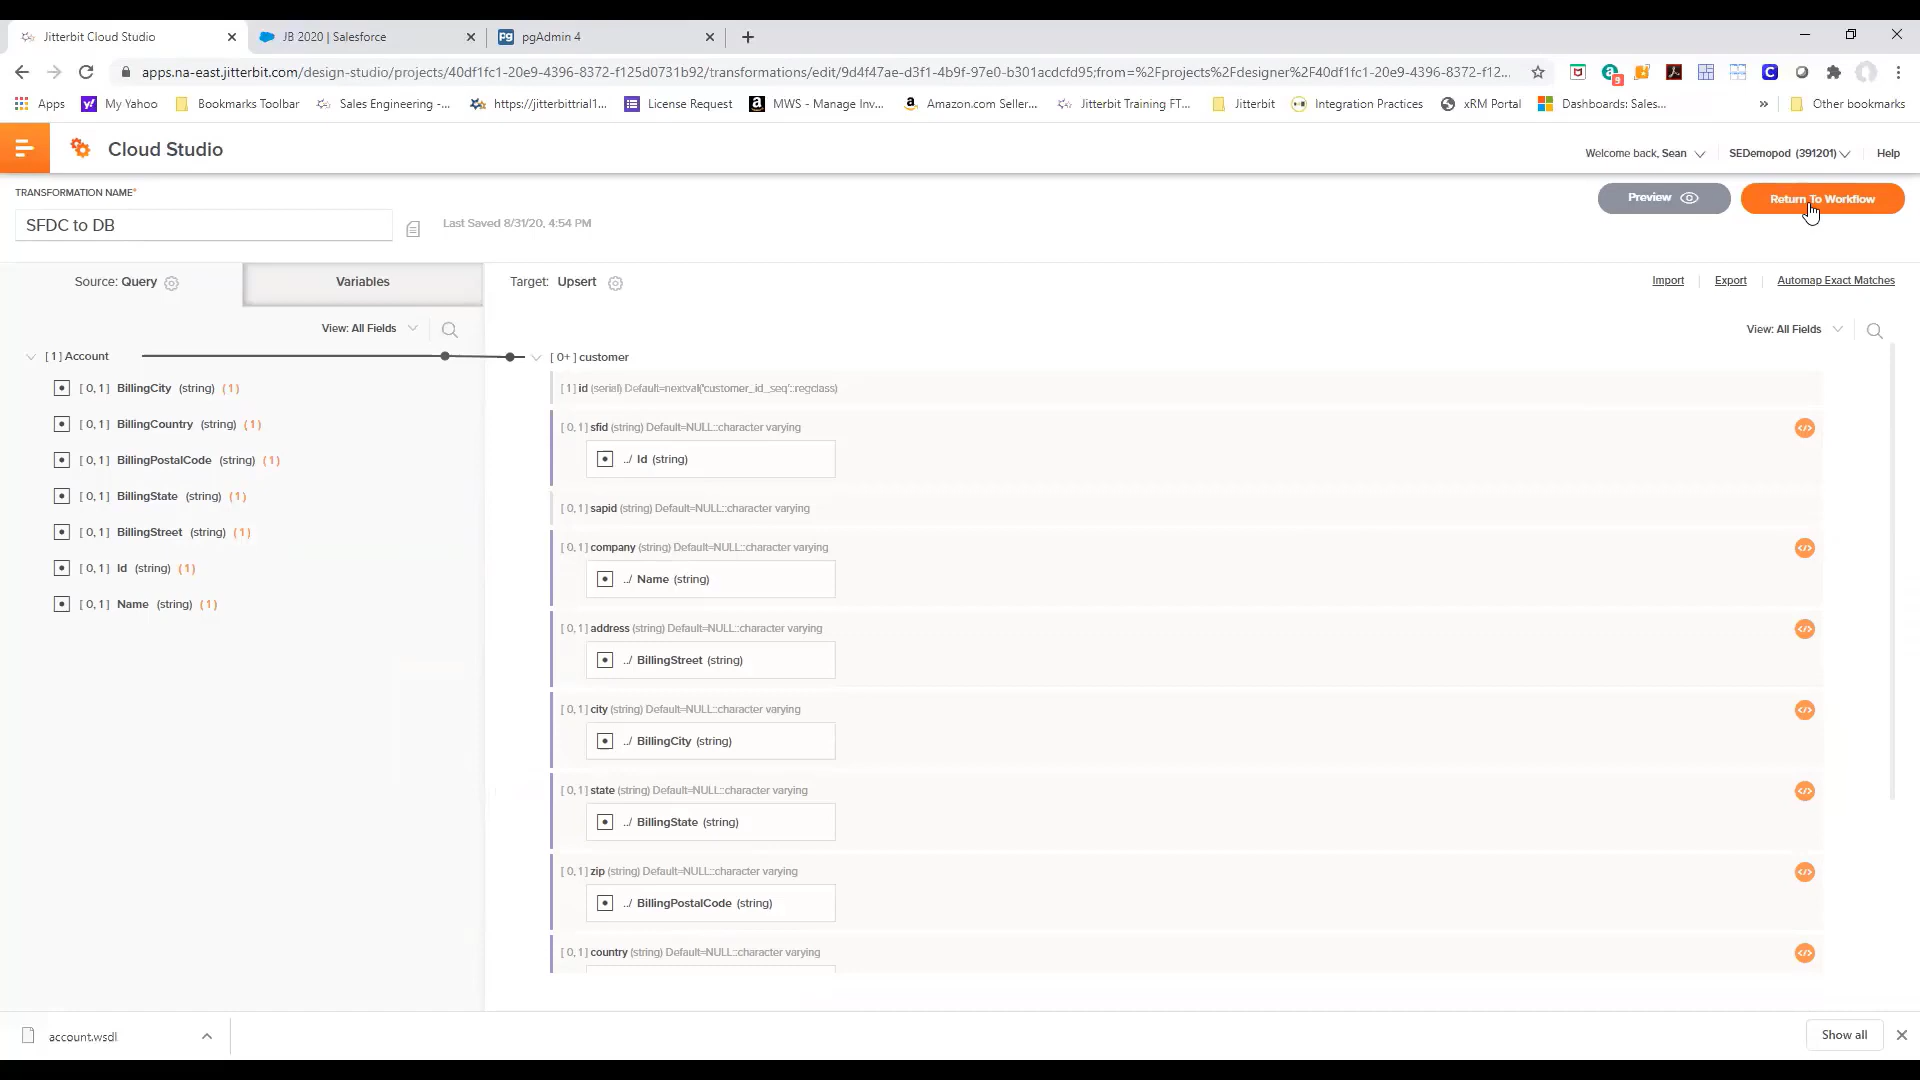 Jitterbit Cloud Studio
JB 2020 | Salesforce
pgAdmin 4
apps.na-east.jitterbit.com/design-studio/projects/40df1fc1-20e9-4396-8372-f125d0731b92/transformations/edit/9d4f47ae-d3f1-4b9f-97e0-b301acdcfd95;from=%2Fprojects%2Fdesigner%2F40df1fc1-20e9-4396-8372-f12...
Apps
My Yahoo
Bookmarks Toolbar
Sales Engineering -...
https://jitterbittrial1...
License Request
MWS - Manage Inv...
Amazon.com Seller...
Jitterbit Training FT...
Jitterbit
Integration Practices
xRM Portal
Dashboards: Sales...
»
Other bookmarks
Cloud Studio
Welcome back, Sean
SEDemopod (391201)
Help
TRANSFORMATION NAME*
SFDC to DB
Last Saved 8/31/20, 4:54 PM
Preview
Return To Workflow
Source: Query
Variables
Target: Upsert
Import
Export
Automap Exact Matches
View: All Fields
View: All Fields
[ 1 ] Account
[ 0, 1 ] BillingCity (string) ( 1 )
[ 0, 1 ] BillingCountry (string) ( 1 )
[ 0, 1 ] BillingPostalCode (string) ( 1 )
[ 0, 1 ] BillingState (string) ( 1 )
[ 0, 1 ] BillingStreet (string) ( 1 )
[ 0, 1 ] Id (string) ( 1 )
[ 0, 1 ] Name (string) ( 1 )
[ 0+ ] customer
[ 1 ] id (serial) Default=nextval('customer_id_seq'::regclass)
[ 0, 1 ] sfid (string) Default=NULL::character varying
../ Id (string)
[ 0, 1 ] sapid (string) Default=NULL::character varying
[ 0, 1 ] company (string) Default=NULL::character varying
../ Name (string)
[ 0, 1 ] address (string) Default=NULL::character varying
../ BillingStreet (string)
[ 0, 1 ] city (string) Default=NULL::character varying
../ BillingCity (string)
[ 0, 1 ] state (string) Default=NULL::character varying
../ BillingState (string)
[ 0, 1 ] zip (string) Default=NULL::character varying
../ BillingPostalCode (string)
[ 0, 1 ] country (string) Default=NULL::character varying
account.wsdl
Show all